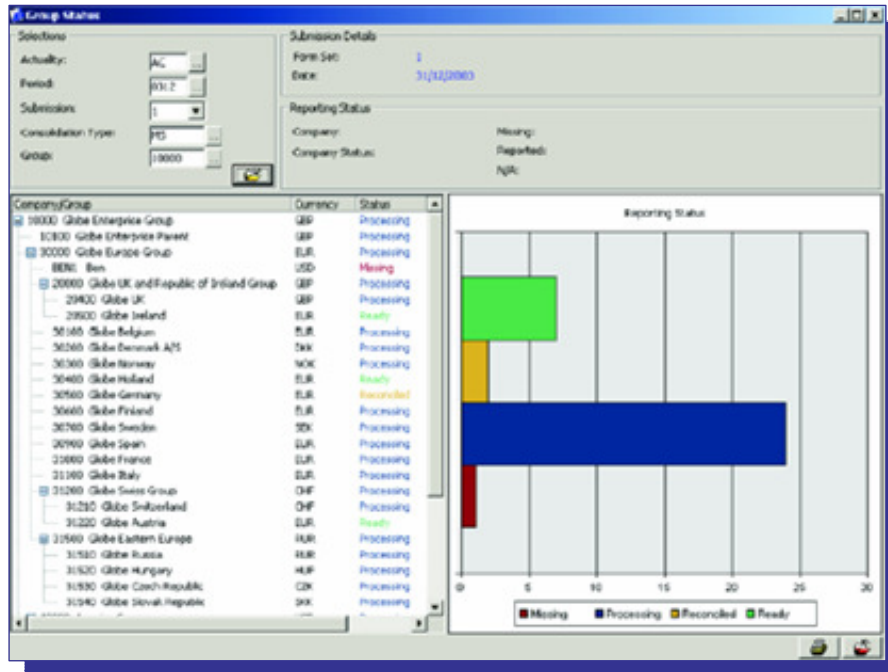 Group Status
Selections
Actuality:
AC
Period:
0312
Submission:
1
Consolidation Type:
MS
Group:
10000
Submission Details
Form Set:
1
Date:
31/12/2003
Reporting Status
Company:
Missing:
Company Status:
Reported:
N/A:
Company/Group Currency Status
10000 Globe Enterprise Group GBP Processing
10100 Globe Enterprise Parent GBP Processing
30000 Globe Europe Group EUR Processing
BEN1 Ben USD Missing
20000 Globe UK and Republic of Ireland Group GBP Processing
20400 Globe UK GBP Processing
20500 Globe Ireland EUR Ready
30100 Globe Belgium EUR Processing
30200 Globe Denmark A/S DKK Processing
30300 Globe Norway NOK Processing
30400 Globe Holland EUR Ready
30500 Globe Germany EUR Reconciled
30600 Globe Finland EUR Processing
30700 Globe Sweden SEK Processing
30900 Globe Spain EUR Processing
31000 Globe France EUR Processing
31100 Globe Italy EUR Processing
31200 Globe Swiss Group CHF Processing
31210 Globe Switzerland CHF Processing
31220 Globe Austria EUR Ready
31500 Globe Eastern Europe RUR Processing
31510 Globe Russia RUR Processing
31520 Globe Hungary HUF Processing
31530 Globe Czech Republic CZK Processing
31540 Globe Slovak Republic SKK Processing
Reporting Status
0 5 10 15 20 25 30
Missing Processing Reconciled Ready